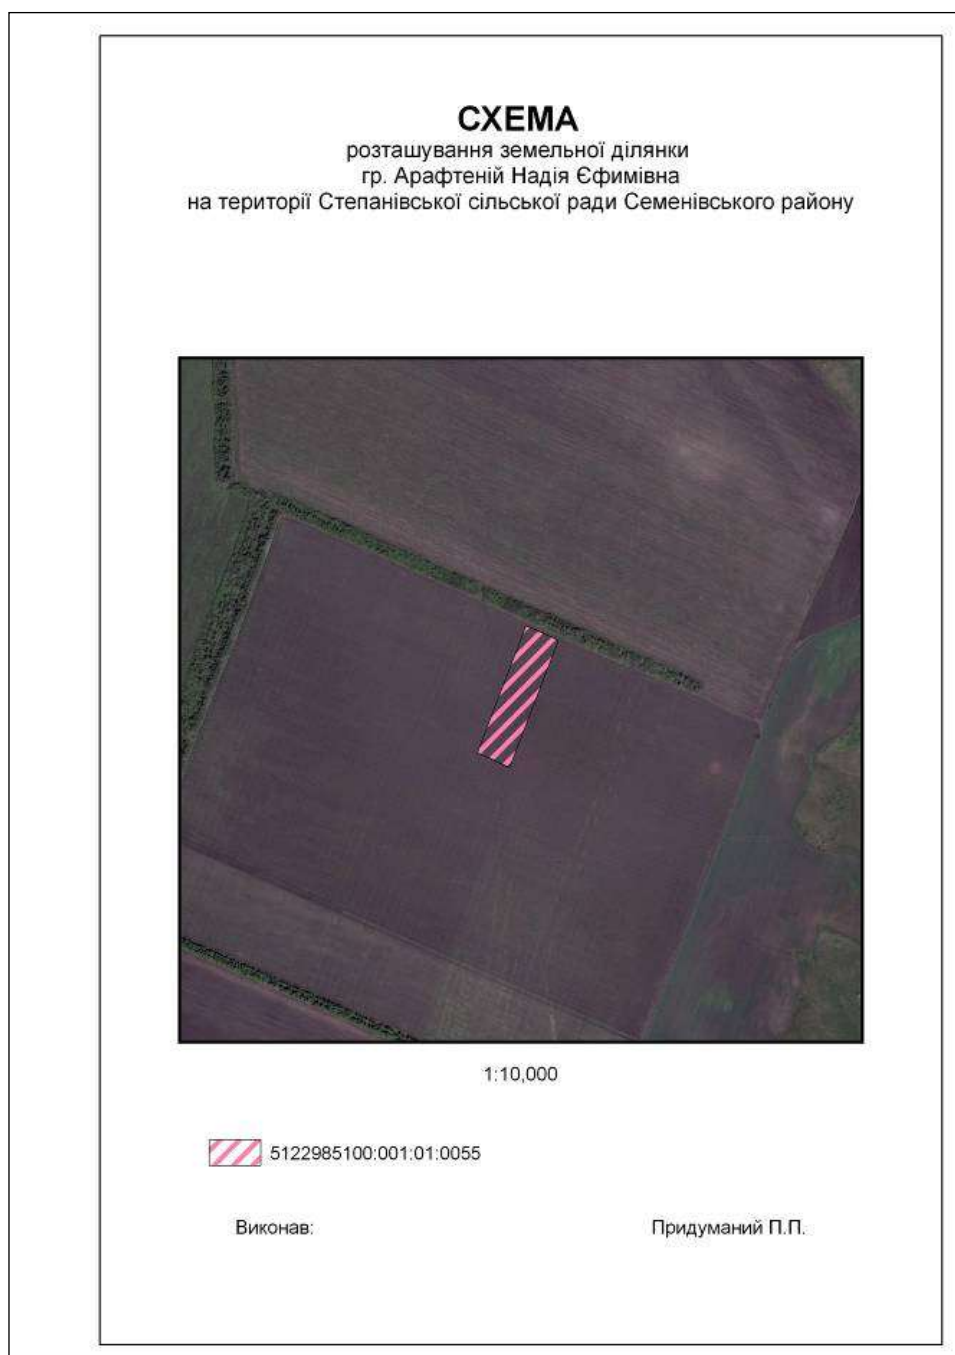 СХЕМА
розташування земельної ділянки
гр. Арафтеній Надія Єфимівна
на території Степанівської сільської ради Семенівського району
1:10,000
5122985100:001:01:0055
Виконав: Придуманий П.П.